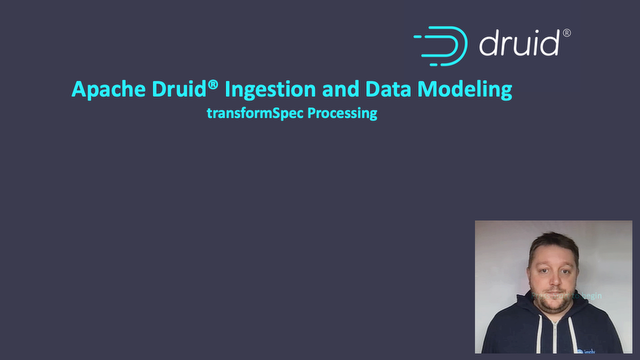 druid®
Apache Druid® Ingestion and Data Modeling
transformSpec Processing